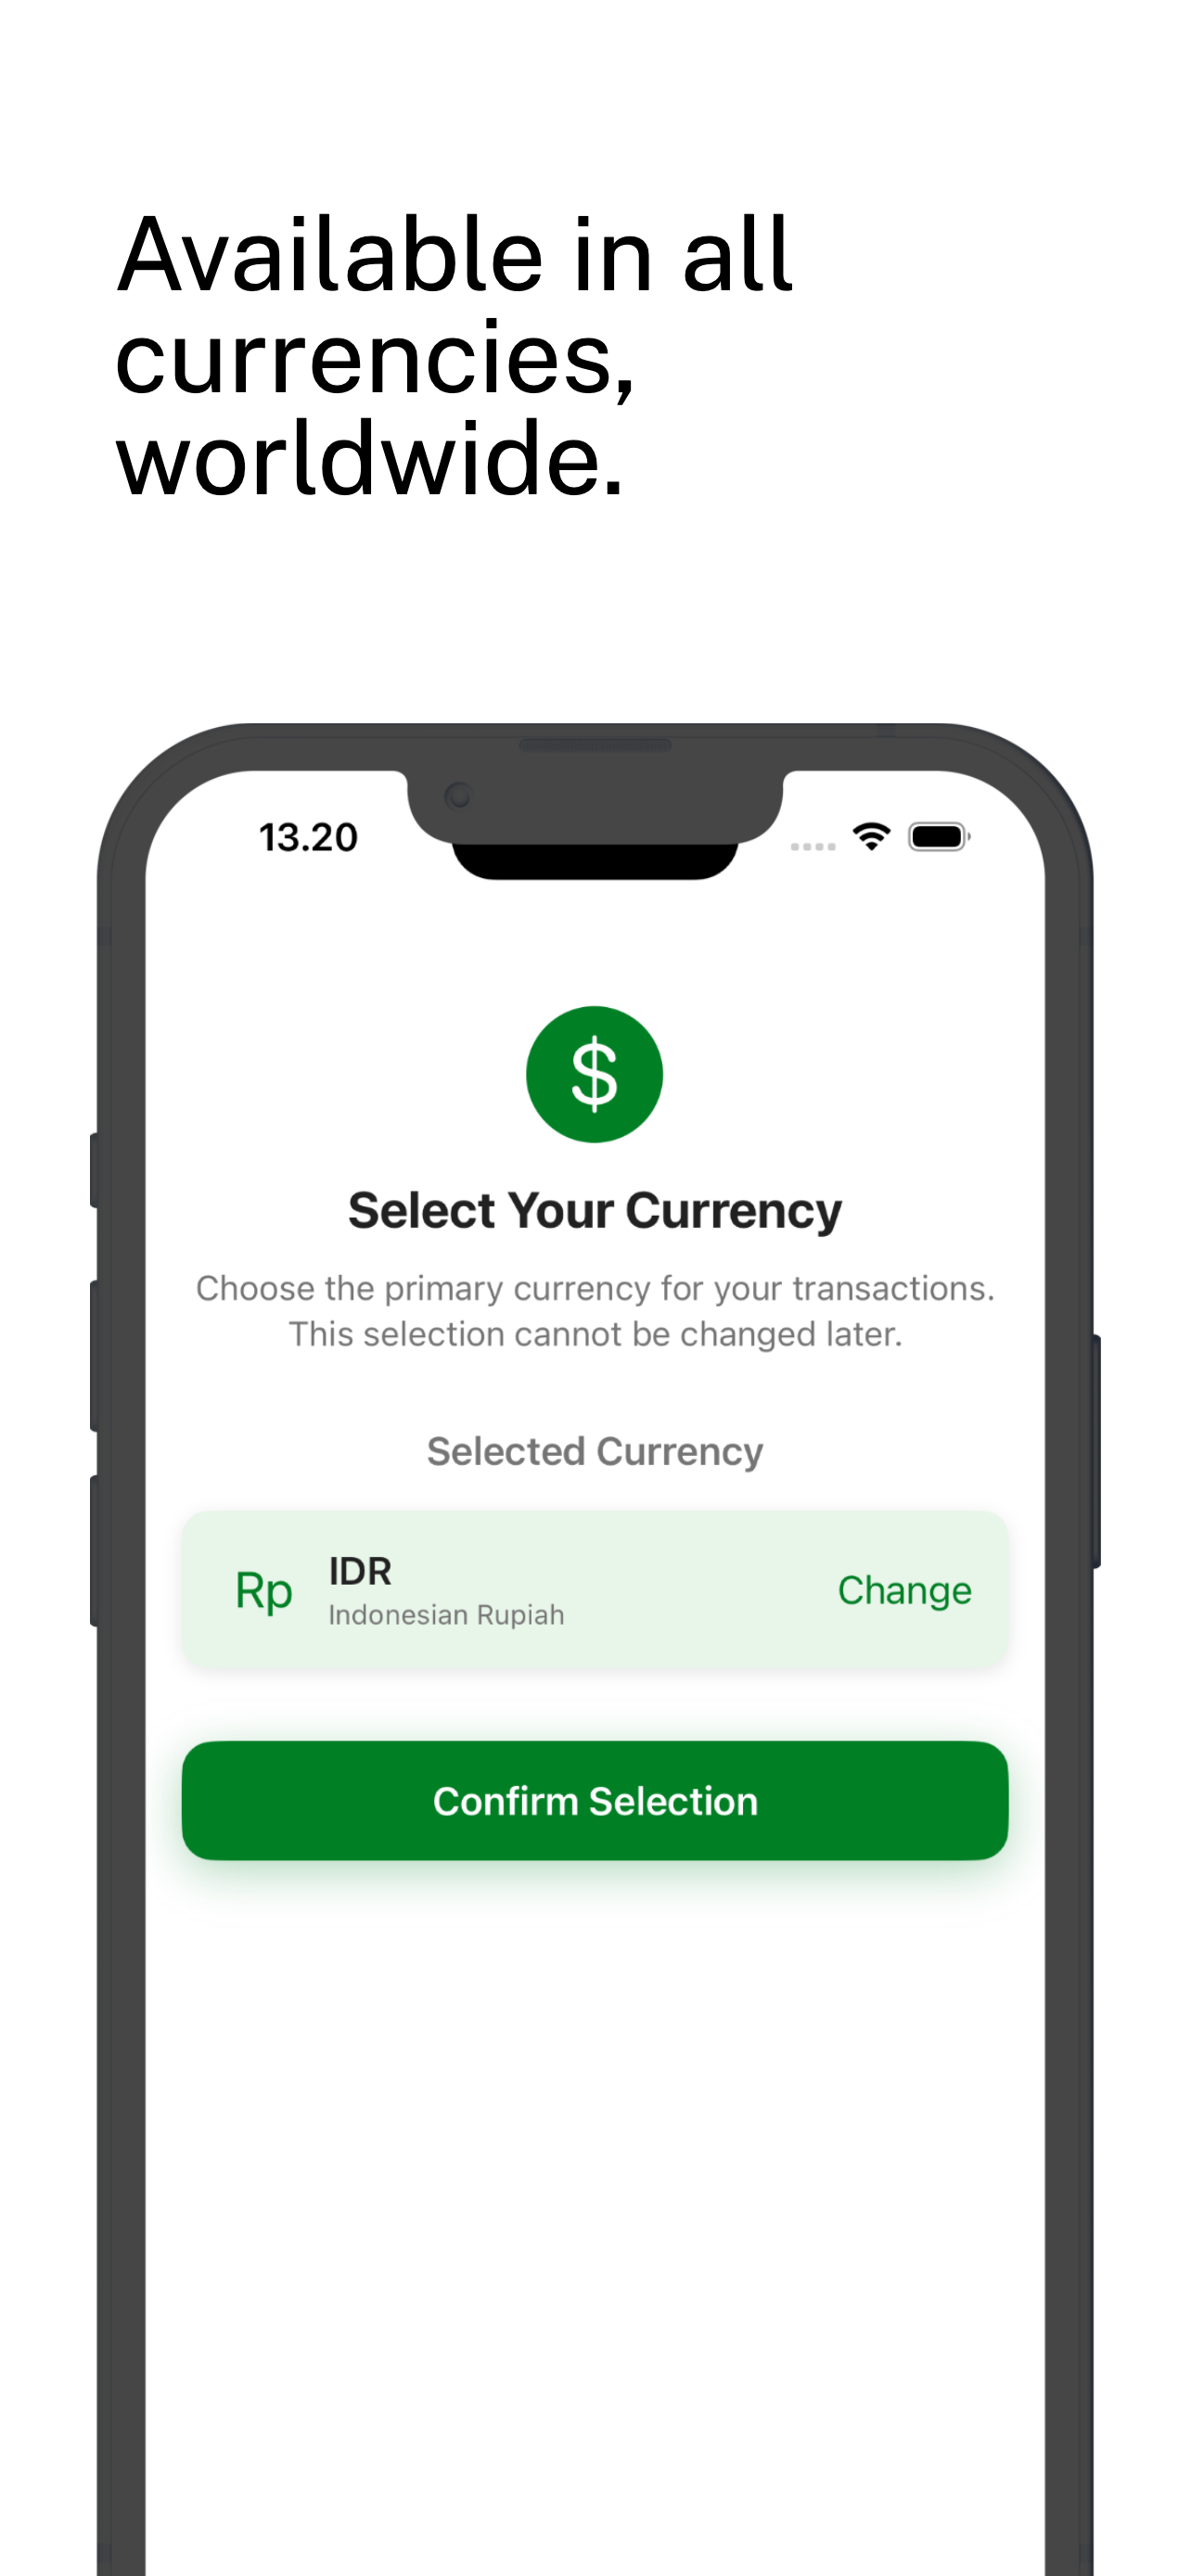 Available in all
currencies,
worldwide.
13.20
$
Select Your Currency
Choose the primary currency for your transactions.
This selection cannot be changed later.
Selected Currency
Rp
IDR
Indonesian Rupiah
Change
Confirm Selection